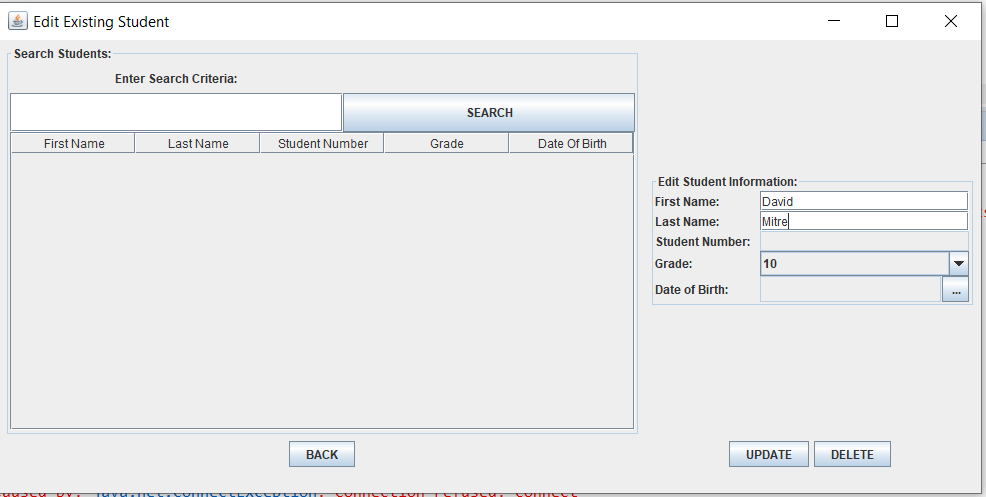 Edit Existing Student
Search Students:
Enter Search Criteria:
SEARCH
First Name Last Name Student Number Grade Date Of Birth
Edit Student Information:
First Name: David
Last Name: Mitre
Student Number:
Grade: 10
Date of Birth: ...
BACK UPDATE DELETE
java.net.ConnectException: Connection refused: connect